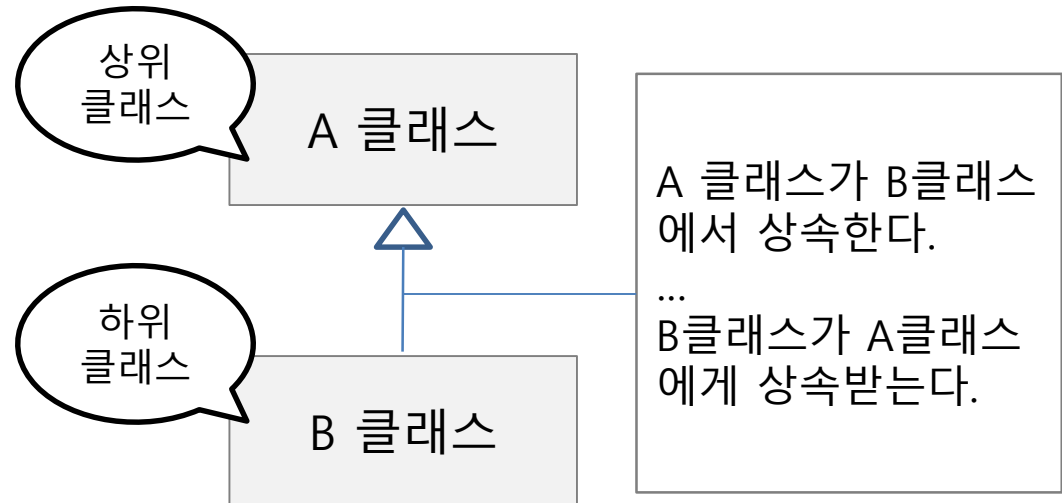 상위
클래스
A 클래스
A 클래스가 B클래스
에서 상속한다.
...
B클래스가 A클래스
에게 상속받는다.
하위
클래스
B 클래스